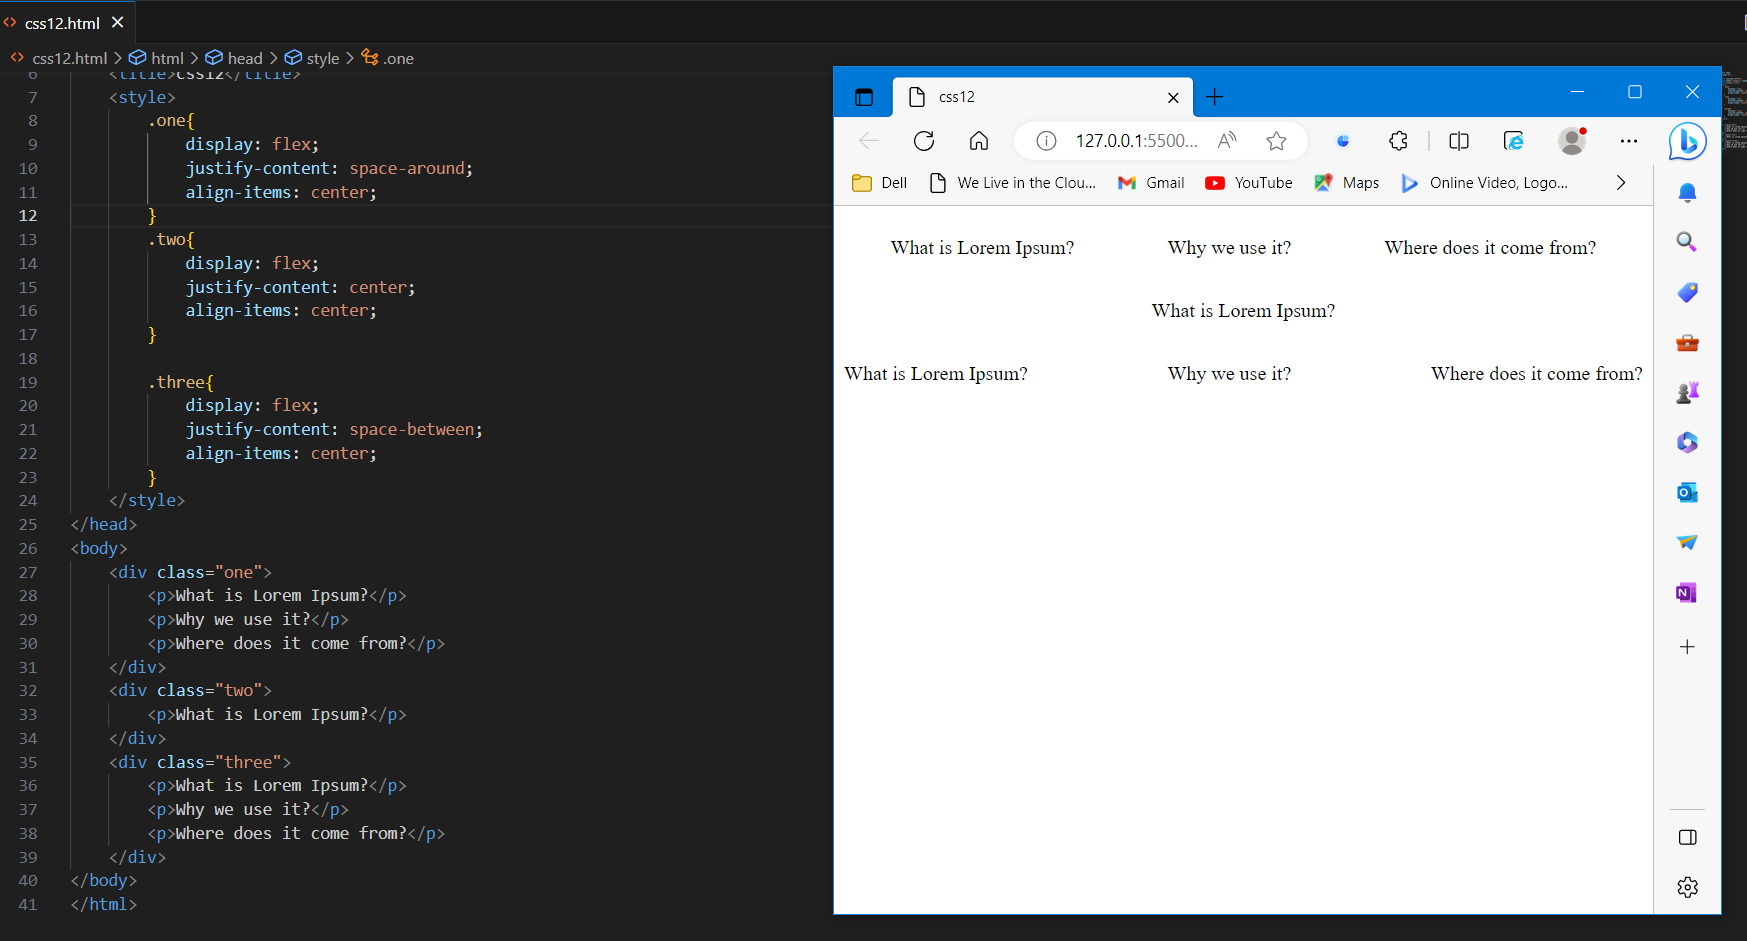 css12.html
css12.html > html > head > style > .one
6 <title>css12</title>
7 <style>
8 .one{
9 display: flex;
10 justify-content: space-around;
11 align-items: center;
12 }
13 .two{
14 display: flex;
15 justify-content: center;
16 align-items: center;
17 }
18
19 .three{
20 display: flex;
21 justify-content: space-between;
22 align-items: center;
23 }
24 </style>
25 </head>
26 <body>
27 <div class="one">
28 <p>What is Lorem Ipsum?</p>
29 <p>Why we use it?</p>
30 <p>Where does it come from?</p>
31 </div>
32 <div class="two">
33 <p>What is Lorem Ipsum?</p>
34 </div>
35 <div class="three">
36 <p>What is Lorem Ipsum?</p>
37 <p>Why we use it?</p>
38 <p>Where does it come from?</p>
39 </div>
40 </body>
41 </html>
css12
127.0.0.1:5500...
Dell We Live in the Clou... Gmail YouTube Maps Online Video, Logo...
What is Lorem Ipsum? Why we use it? Where does it come from?
What is Lorem Ipsum?
What is Lorem Ipsum? Why we use it? Where does it come from?